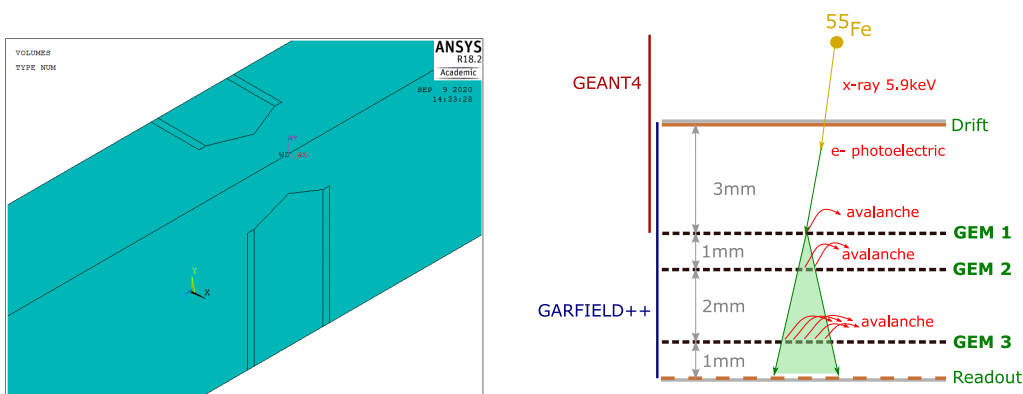 VOLUMES
TYPE NUM
ANSYS
R18.2
Academic
SEP 9 2020
14:33:28
Y
X
55Fe
GEANT4
x-ray 5.9keV
Drift
e- photoelectric
3mm
avalanche
GEM 1
1mm
avalanche
GEM 2
GARFIELD++
2mm
avalanche
GEM 3
1mm
Readout